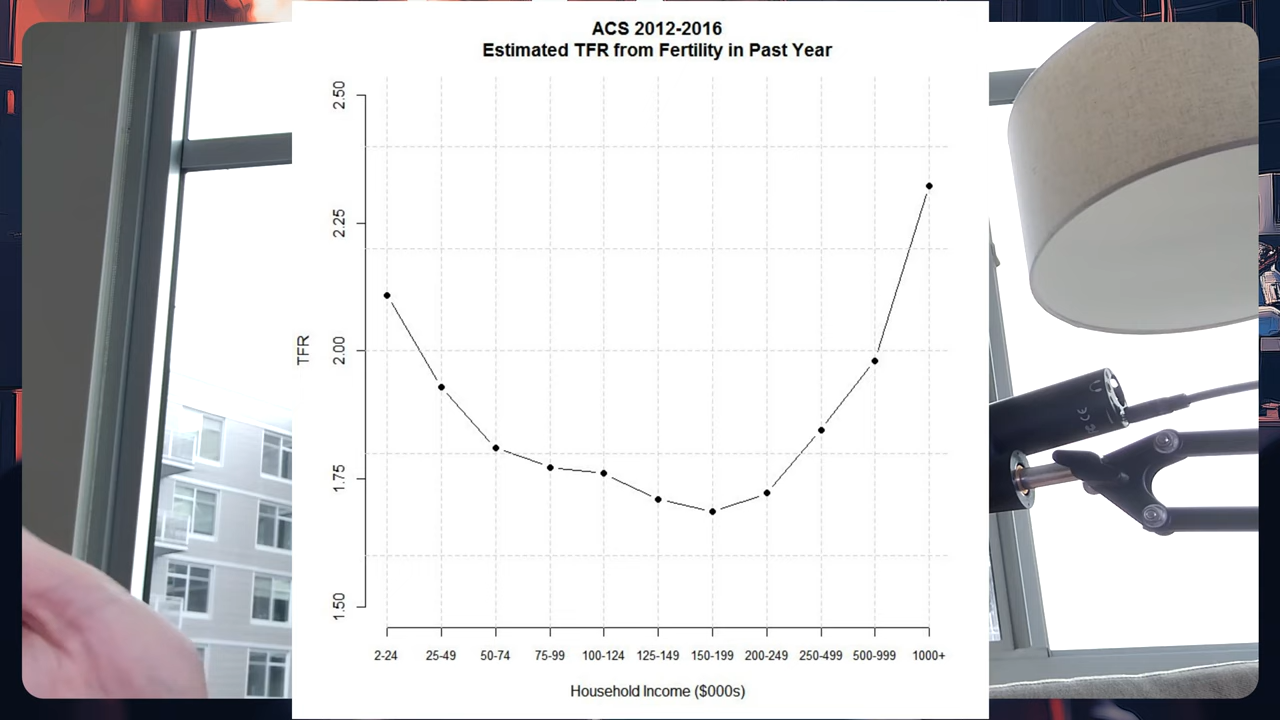 ACS 2012-2016
Estimated TFR from Fertility in Past Year
2.50
2.25
2.00
1.75
1.50
TFR
2-24 25-49 50-74 75-99 100-124 125-149 150-199 200-249 250-499 500-999 1000+
Household Income ($000s)